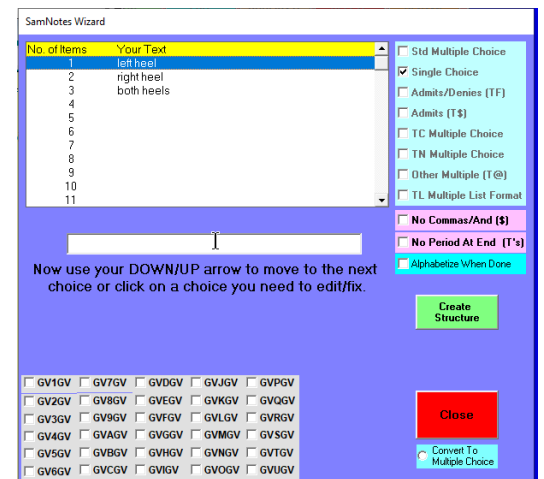 SamNotes Wizard
No. of Items Your Text
1 left heel
2 right heel
3 both heels
4
5
6
7
8
9
10
11
Std Multiple Choice
Single Choice
Admits/Denies (TF)
Admits (T$)
TC Multiple Choice
TN Multiple Choice
Other Multiple (T@)
TL Multiple List Format
No Commas/And ($)
No Period At End (T's)
Alphabetize When Done
Now use your DOWN/UP arrow to move to the next
choice or click on a choice you need to edit/fix.
Create
Structure
GV1GV GV7GV GVDGV GVJGV GVPGV
GV2GV GV8GV GVEGV GVKGV GVQGV
GV3GV GV9GV GVFGV GVLGV GVRGV
GV4GV GVAGV GVGGV GVMGV GVSGV
GV5GV GVBGV GVHGV GVNGV GVTGV
GV6GV GVCGV GVIGV GVOGV GVUGV
Close
Convert To
Multiple Choice